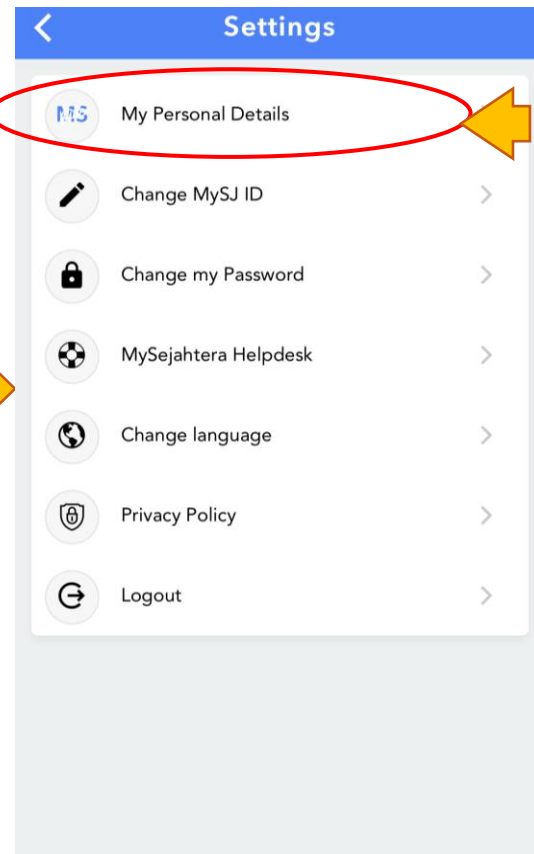 Settings
MS My Personal Details
Change MySJ ID
Change my Password
MySejahtera Helpdesk
Change language
Privacy Policy
Logout